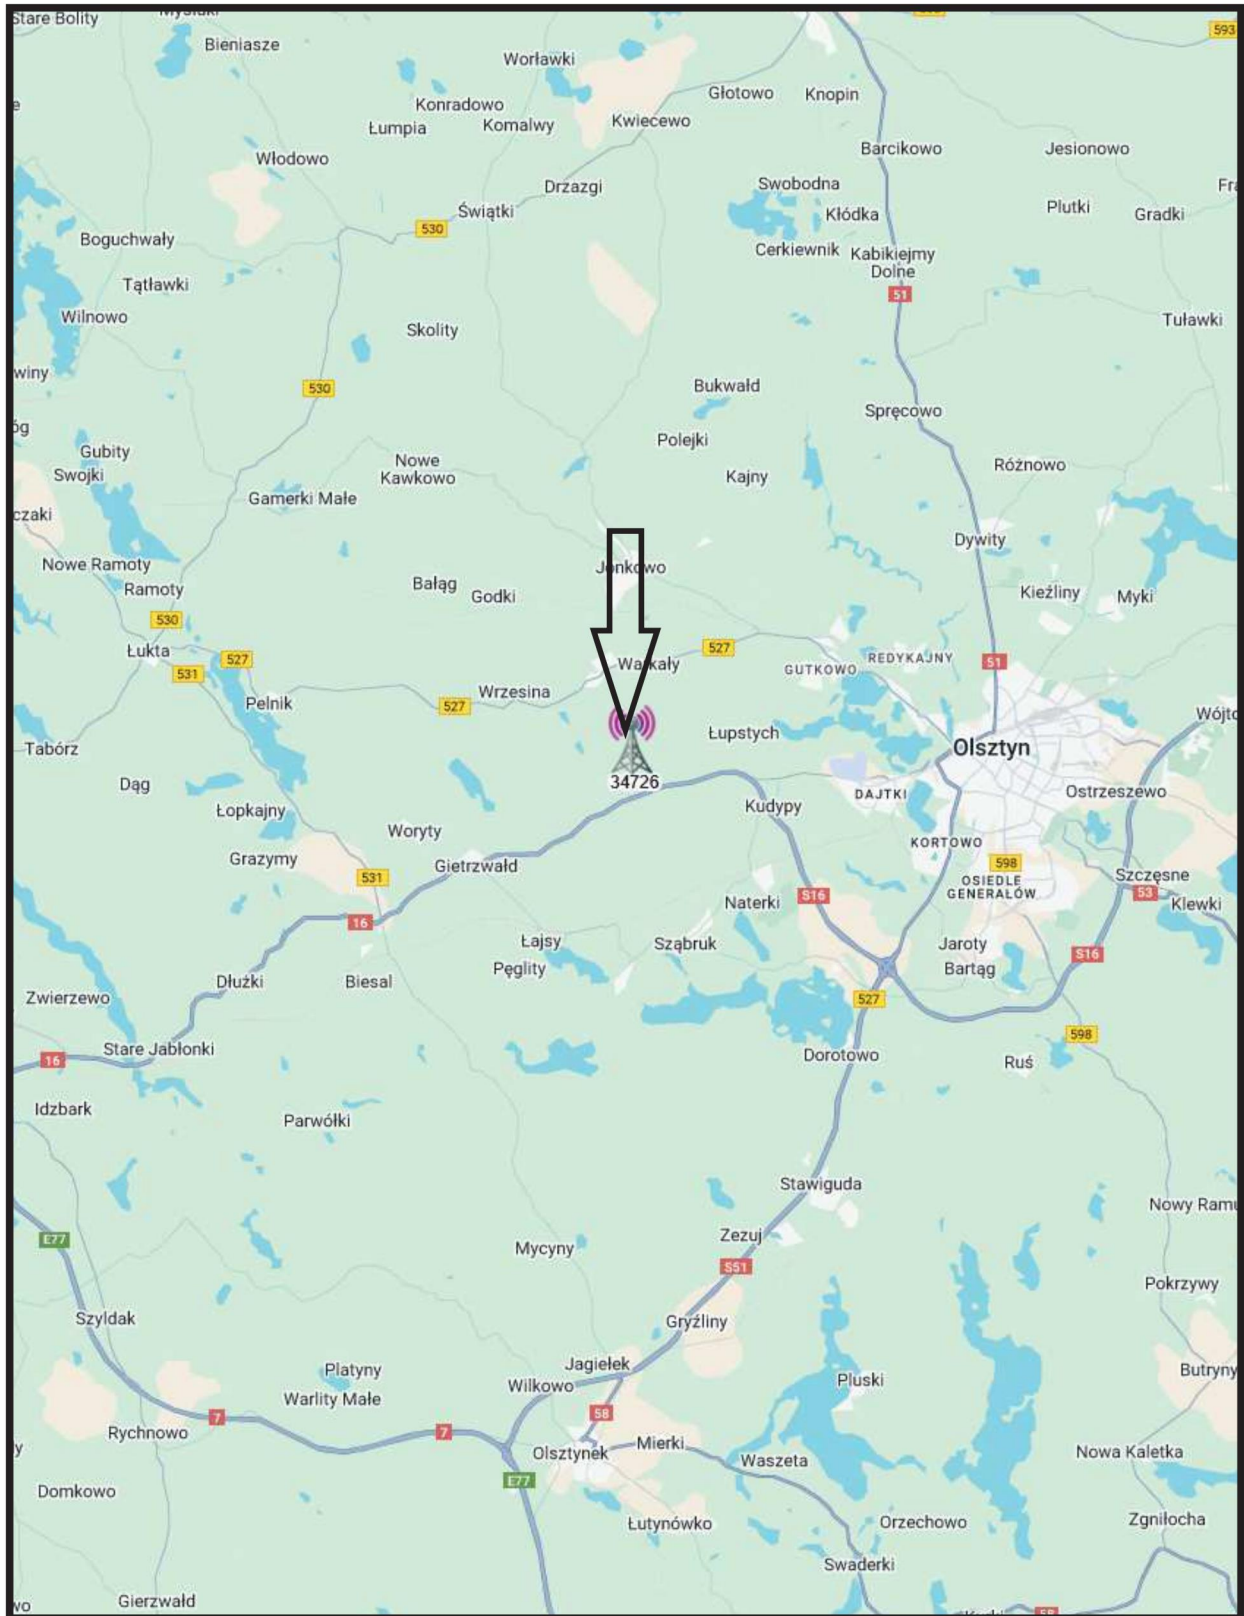 Stare Bolity
Bieniasze
593
Worławki
Głotowo
Knopin
Konradowo
Łumpia
Komalwy
Kwiecewo
Włodowo
Barcikowo
Jesionowo
Drzazgi
Swobodna
Świątki
Kłódka
Plutki
Gradki
530
Boguchwały
Cerkiewnik
Kabikiejmy
Dolne
Tątławki
51
Wilnowo
Skolity
Tuławki
winy
530
Bukwałd
Spręcowo
Gubity
Polejki
Swojki
Nowe
Kawkowo
Kajny
Różnowo
Gamerki Małe
czaki
Dywity
Nowe Ramoty
Jonkowo
Ramoty
Bałąg
Godki
Kieźliny
Myki
530
Łukta
527
531
527
Warkały
GUTKOWO
REDYKAJNY
51
Pelnik
527
Wrzesina
Wójto
Tabórz
Łupstych
Olsztyn
34726
Dąg
DAJTKI
Ostrzeszewo
Łopkajny
Kudypy
Woryty
KORTOWO
Grazymy
Gietrzwałd
598
531
OSIEDLE
GENERAŁÓW
Szczęsne
53
Naterki
S16
Klewki
16
Łajsy
Sząbruk
Jaroty
S16
Pęglity
Bartąg
Dłużki
Biesal
Zwierzewo
527
598
Stare Jabłonki
16
Dorotowo
Ruś
Idzbark
Parwółki
Stawiguda
Nowy Ramu
E77
Zezuj
Mycyny
S51
Pokrzywy
Szyldak
Gryźliny
Jagiełek
Platyny
Wilkowo
Pluski
Butryny
Warlity Małe
58
7
Rychnowo
7
Mierki
Olsztynek
Waszeta
Nowa Kaletka
E77
Domkowo
Łutynówko
Orzechowo
Zgniłocha
Swaderki
Gierzwałd
58